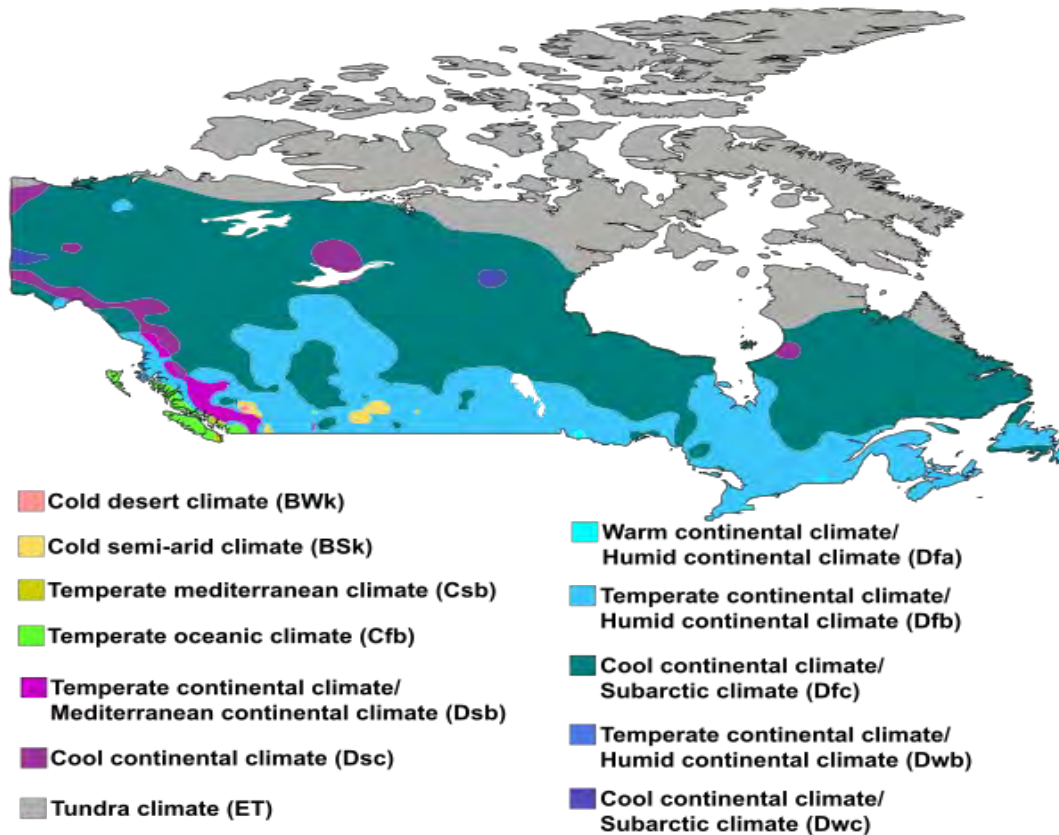 Cold desert climate (BWk)
Cold semi-arid climate (BSk)
Temperate mediterranean climate (Csb)
Temperate oceanic climate (Cfb)
Temperate continental climate/
Mediterranean continental climate (Dsb)
Cool continental climate (Dsc)
Tundra climate (ET)
Warm continental climate/
Humid continental climate (Dfa)
Temperate continental climate/
Humid continental climate (Dfb)
Cool continental climate/
Subarctic climate (Dfc)
Temperate continental climate/
Humid continental climate (Dwb)
Cool continental climate/
Subarctic climate (Dwc)